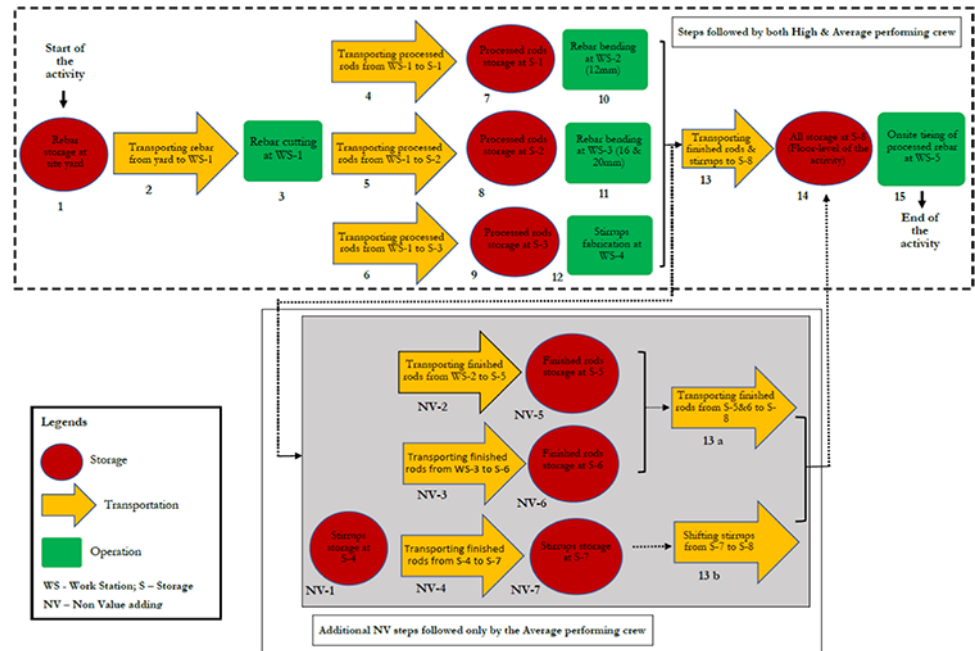 Start of
the
activity
Rebar
storage at
site yard
1
Transporting rebar
from yard to WS-1
2
Rebar cutting
at WS-1
3
Transporting processed
rods from WS-1 to S-1
4
Processed rods
storage at S-1
7
Rebar bending
at WS-2
(12mm)
10
Transporting processed
rods from WS-1 to S-2
5
Processed rods
storage at S-2
8
Rebar bending
at WS-3 (16 &
20mm)
11
Transporting processed
rods from WS-1 to S-3
6
Processed rods
storage at S-3
9
Stirrups
fabrication at
WS-4
12
Steps followed by both High & Average performing crew
Transporting
finished rods &
stirrups to S-8
13
All storage at S-8
(Floor-level of the
activity)
14
Onsite tieing of
processed rebar
at WS-5
15
End of
the
activity
Transporting finished
rods from WS-2 to S-5
NV-2
Finished rods
storage at S-5
NV-5
Transporting finished
rods from WS-3 to S-6
NV-3
Finished rods
storage at S-6
NV-6
Stirrups
storage at
S-4
NV-1
Transporting finished
rods from S-4 to S-7
NV-4
Stirrups storage
at S-7
NV-7
Transporting finished
rods from S-5&6 to S-
8
13 a
Shifting stirrups
from S-7 to S-8
13 b
Additional NV steps followed only by the Average performing crew
Legends
Storage
Transportation
Operation
WS - Work Station; S – Storage
NV – Non Value adding